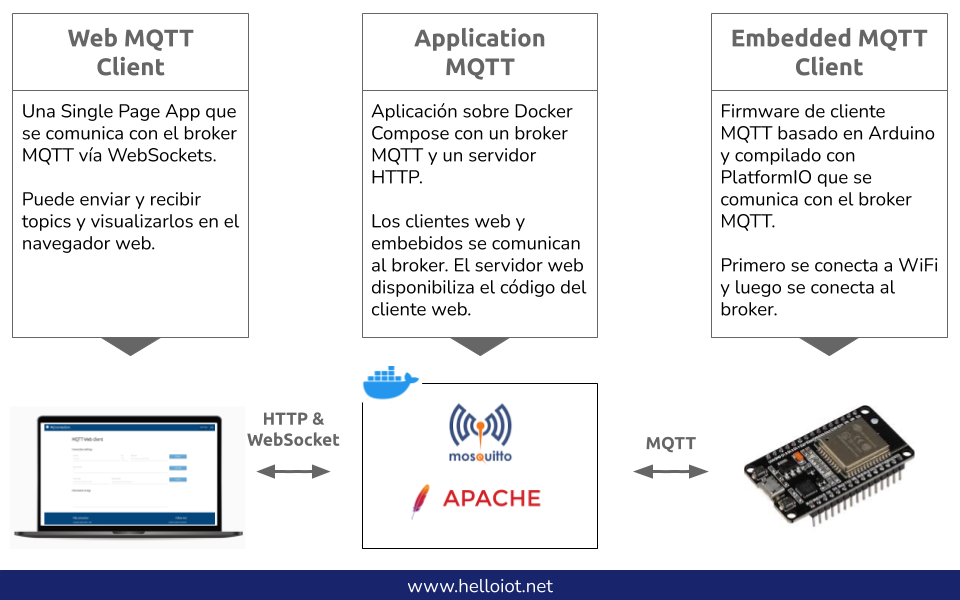 Web MQTT
Client
Una Single Page App que
se comunica con el broker
MQTT vía WebSockets.
Puede enviar y recibir
topics y visualizarlos en el
navegador web.
Application
MQTT
Aplicación sobre Docker
Compose con un broker
MQTT y un servidor
HTTP.
Los clientes web y
embebidos se comunican
al broker. El servidor web
disponibiliza el código del
cliente web.
Embedded MQTT
Client
Firmware de cliente
MQTT basado en Arduino
y compilado con
PlatformIO que se
comunica con el broker
MQTT.
Primero se conecta a WiFi
y luego se conecta al
broker.
MQTT Web client
HTTP &
WebSocket
mosquitto
APACHE
MQTT
www.helloiot.net